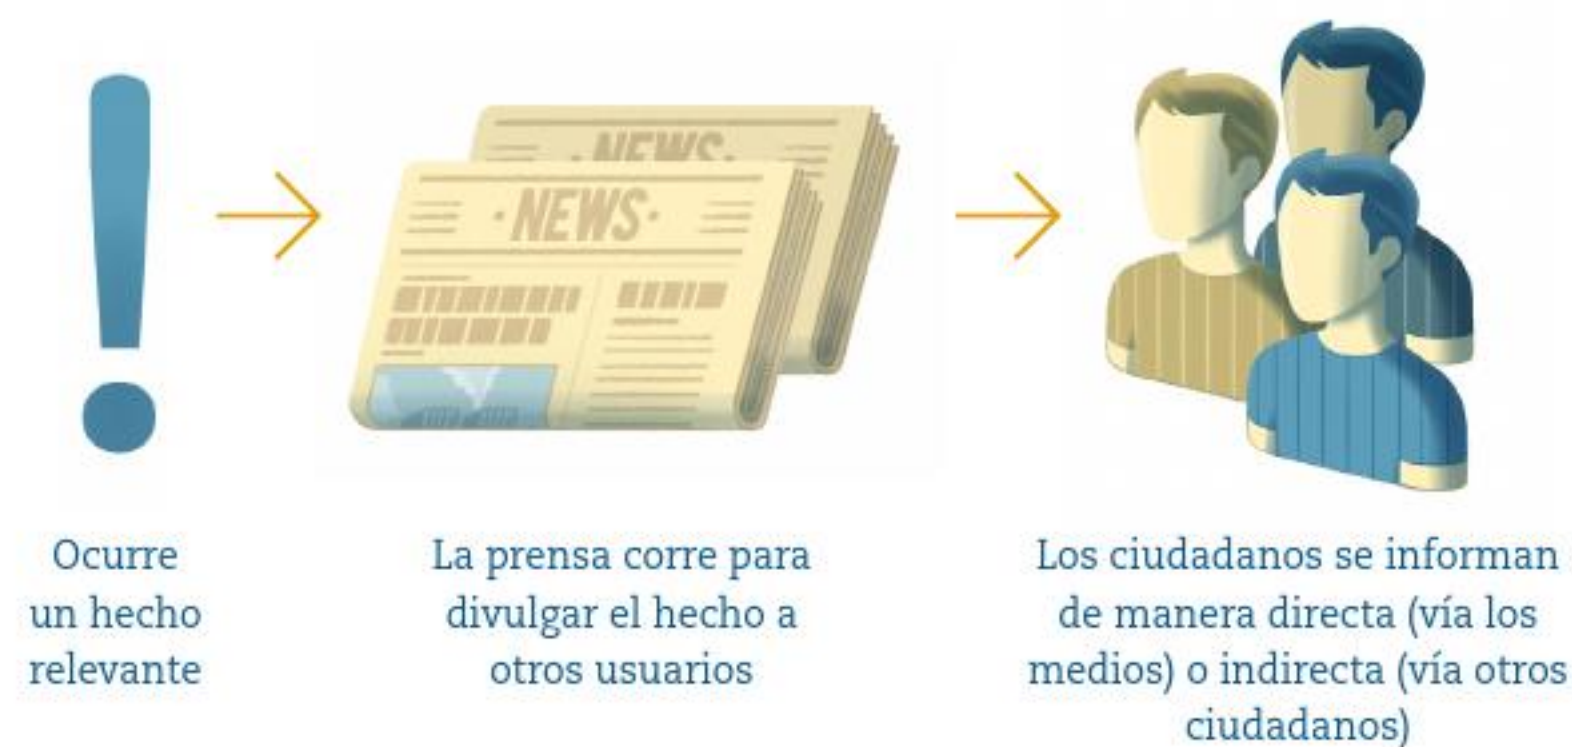 NEWS
NEWS
Ocurre
un hecho
relevante
La prensa corre para
divulgar el hecho a
otros usuarios
Los ciudadanos se informan
de manera directa (vía los
medios) o indirecta (vía otros
ciudadanos)